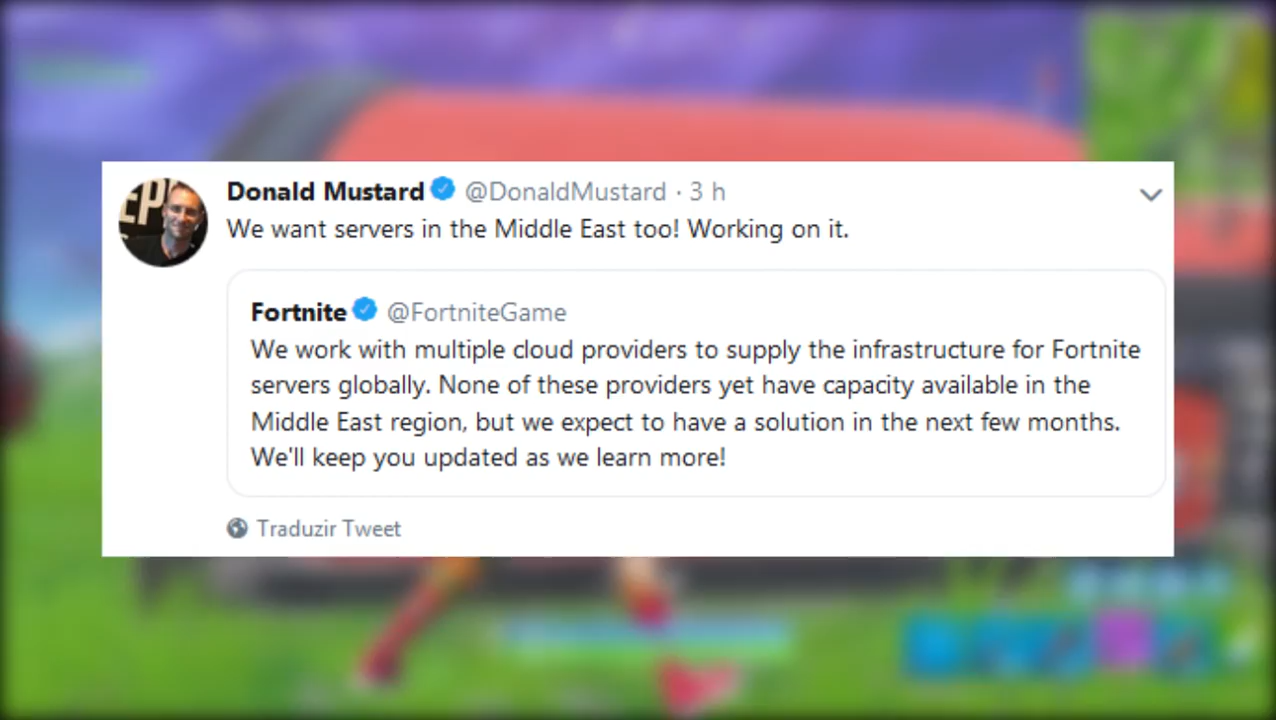 Donald Mustard @DonaldMustard · 3 h
We want servers in the Middle East too! Working on it.
Fortnite @FortniteGame
We work with multiple cloud providers to supply the infrastructure for Fortnite
servers globally. None of these providers yet have capacity available in the
Middle East region, but we expect to have a solution in the next few months.
We'll keep you updated as we learn more!
Traduzir Tweet